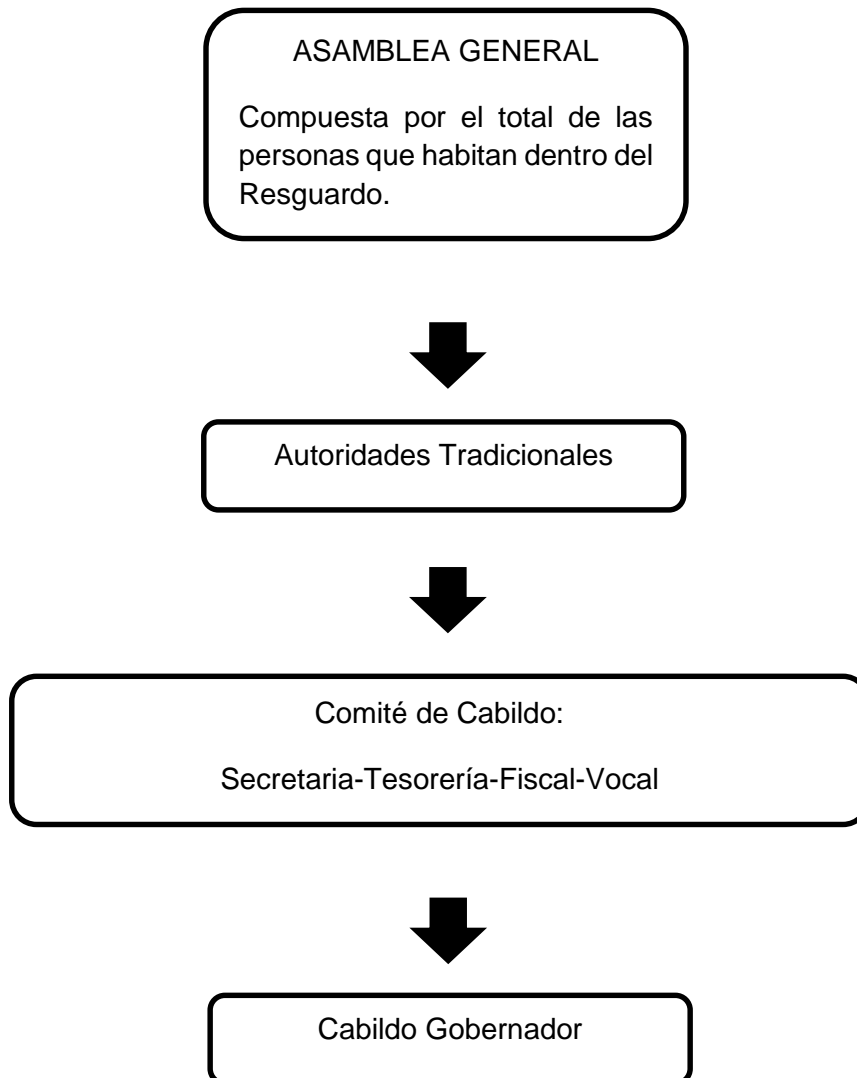 ASAMBLEA GENERAL
Compuesta por el total de las
personas que habitan dentro del
Resguardo.
Autoridades Tradicionales
Comité de Cabildo:
Secretaria-Tesorería-Fiscal-Vocal
Cabildo Gobernador